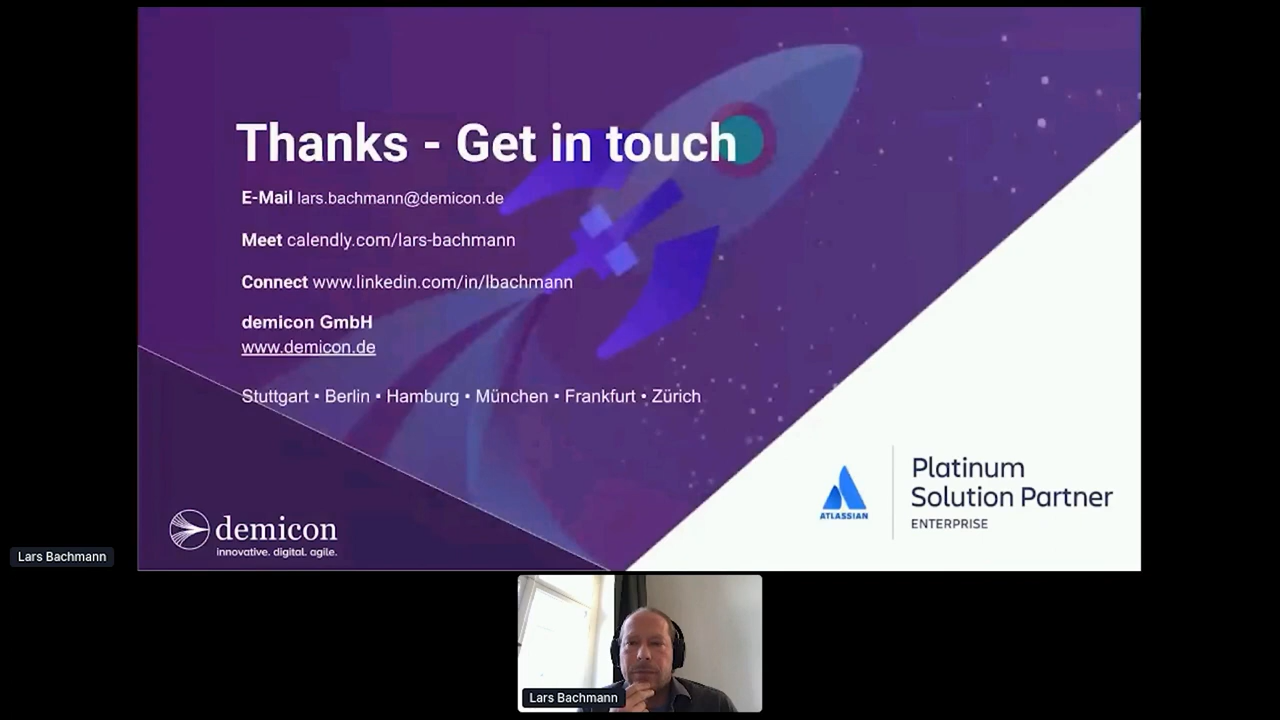 Thanks - Get in touch
E-Mail lars.bachmann@demicon.de
Meet calendly.com/lars-bachmann
Connect www.linkedin.com/in/lbachmann
demicon GmbH
www.demicon.de
Stuttgart ▪ Berlin ▪ Hamburg ▪ München ▪ Frankfurt ▪ Zürich
demicon
innovative. digital. agile.
ATLASSIAN
Platinum
Solution Partner
ENTERPRISE
Lars Bachmann
Lars Bachmann